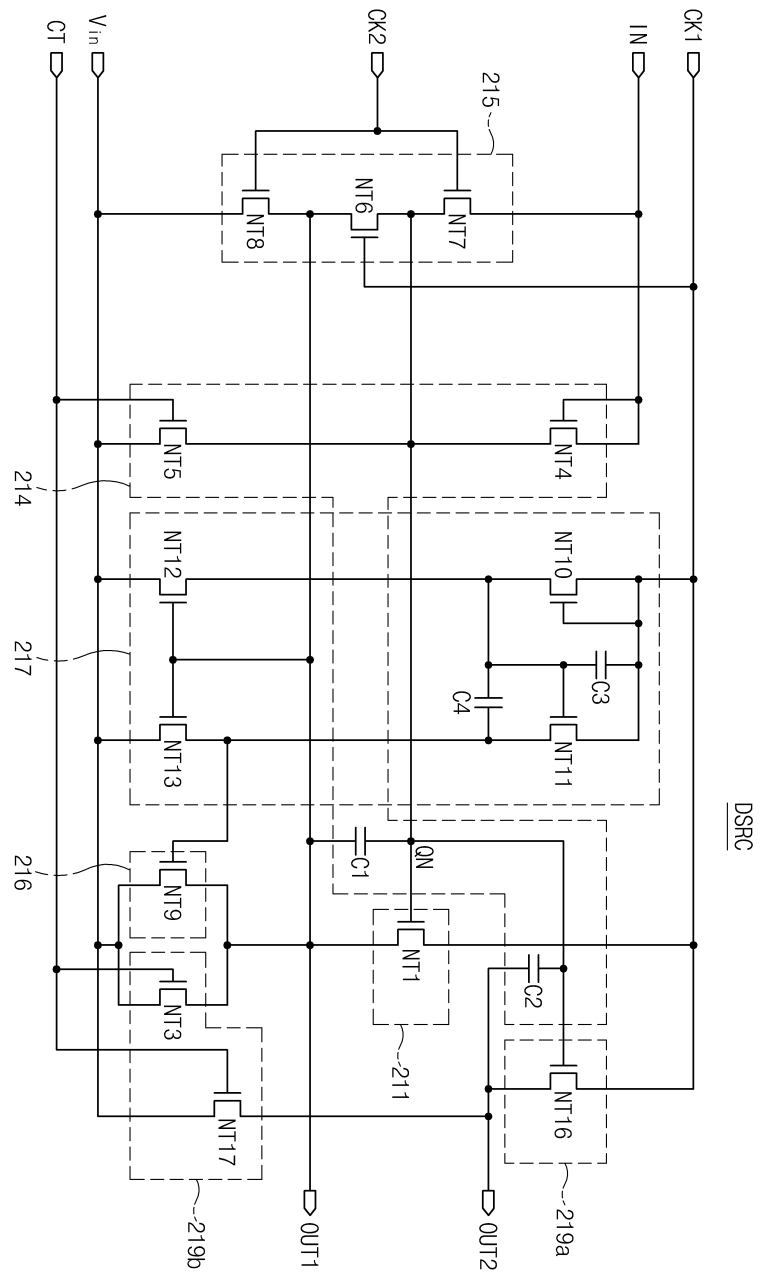 DSRC
CK1
IN
CK2
Vin
CT
215
NT7
NT6
NT8
NT4
NT5
214
NT10
C3
NT11
C4
NT12
NT13
217
QN
C1
NT1
211
C2
NT16
219a
NT9
216
NT3
NT17
219b
OUT1
OUT2